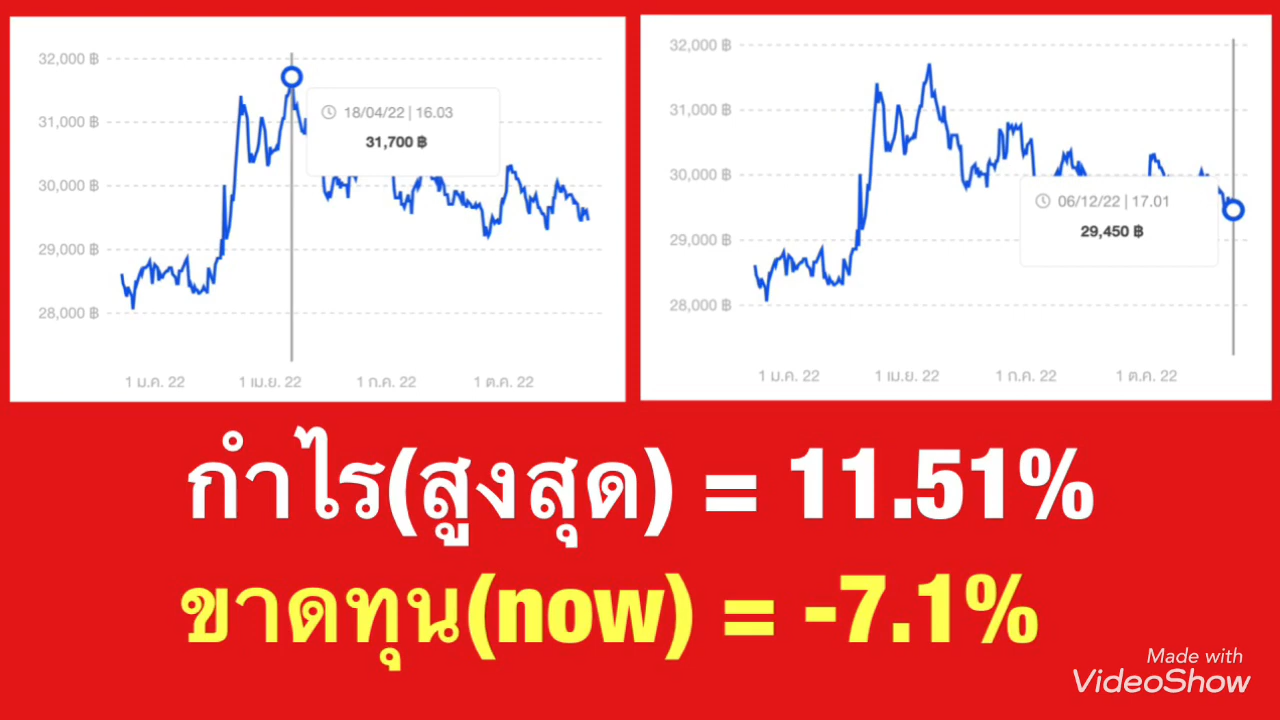 32,000 ฿
31,000 ฿
30,000 ฿
29,000 ฿
28,000 ฿
18/04/22 | 16.03
31,700 ฿
1 ม.ค. 22
1 เม.ย. 22
1 ก.ค. 22
1 ต.ค. 22
32,000 ฿
31,000 ฿
30,000 ฿
29,000 ฿
28,000 ฿
06/12/22 | 17.01
29,450 ฿
1 ม.ค. 22
1 เม.ย. 22
1 ก.ค. 22
1 ต.ค. 22
กำไร(สูงสุด) = 11.51%
ขาดทุน(now) = -7.1%
Made with
VideoShow